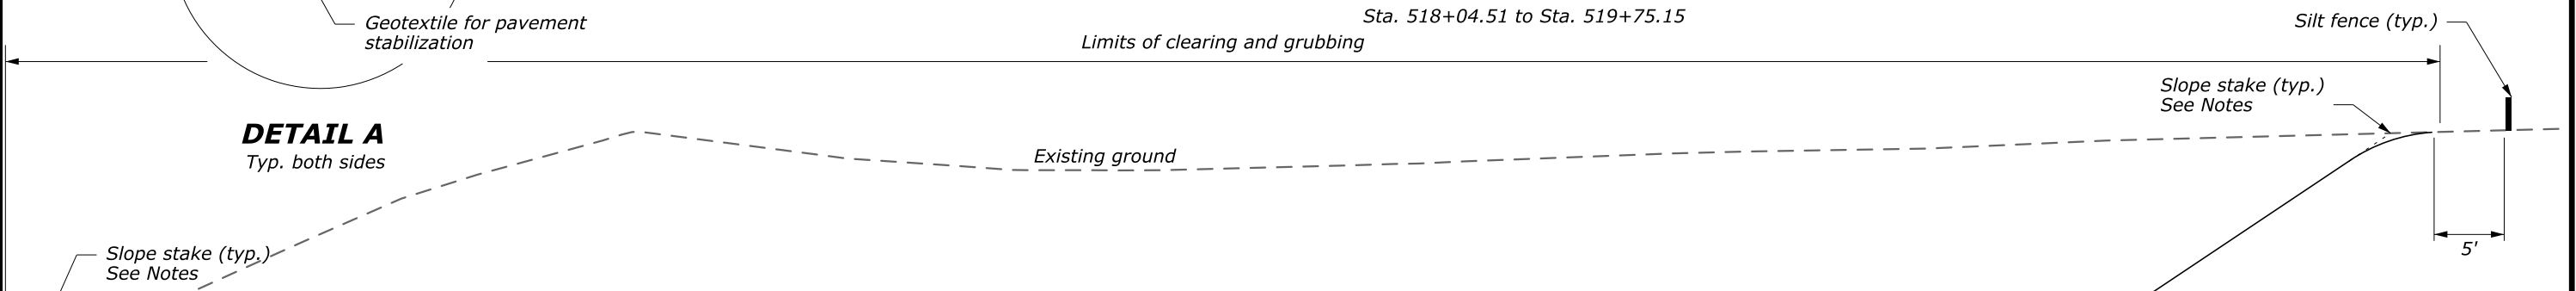 Sta. 518+04.51 to Sta. 519+75.15
Geotextile for pavement
stabilization
Silt fence (typ.)
Limits of clearing and grubbing
Slope stake (typ.)
See Notes
DETAIL A
Typ. both sides
Existing ground
Slope stake (typ.)
See Notes
5'